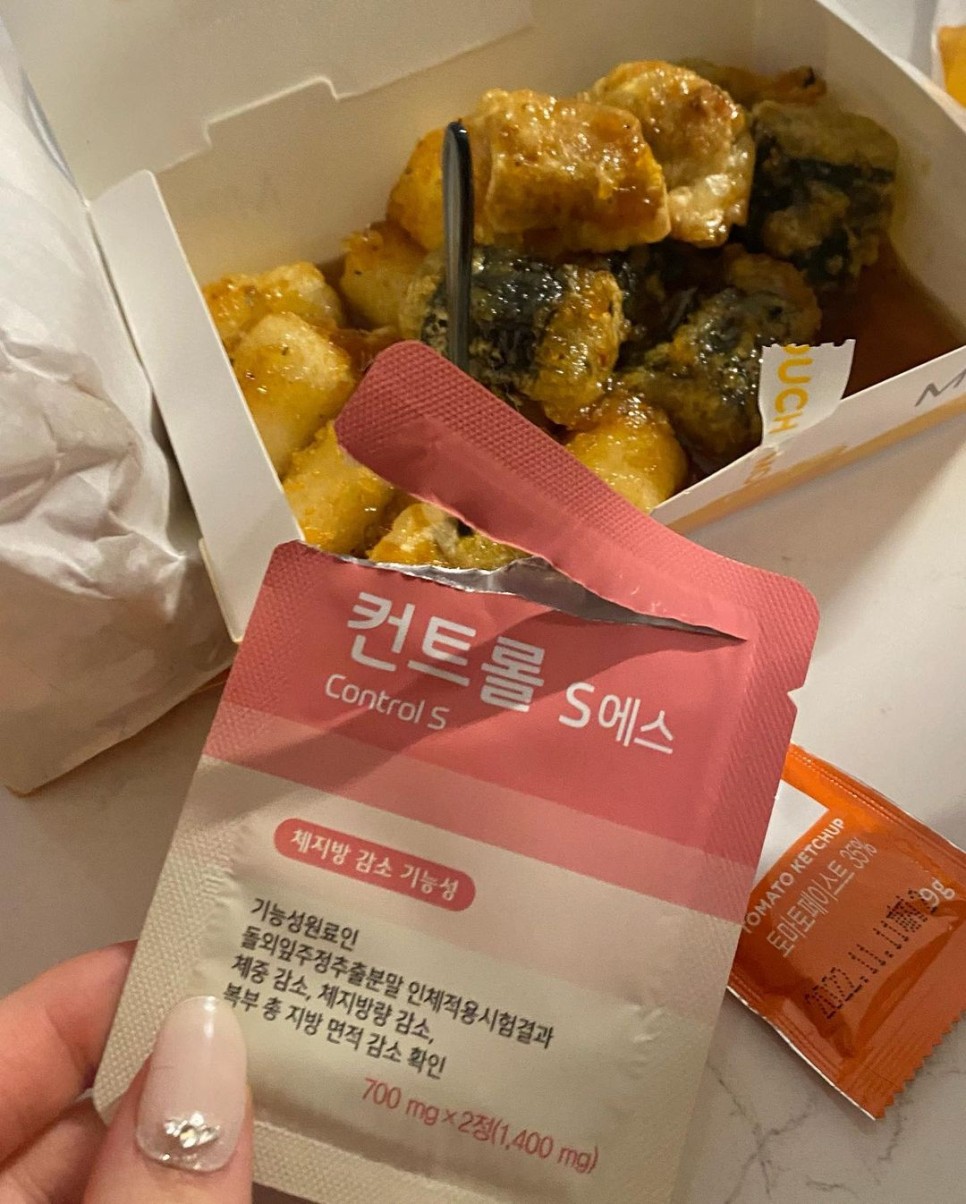 컨트롤 S에스
Control S
체지방 감소 기능성
기능성원료인
돌외잎주정추출분말 인체적용시험결과
체중 감소, 체지방량 감소,
복부 총 지방 면적 감소 확인
700 mg×2정(1,400 mg)
OUCH
TOMATO KETCHUP
토마토페이스트 35%
9g